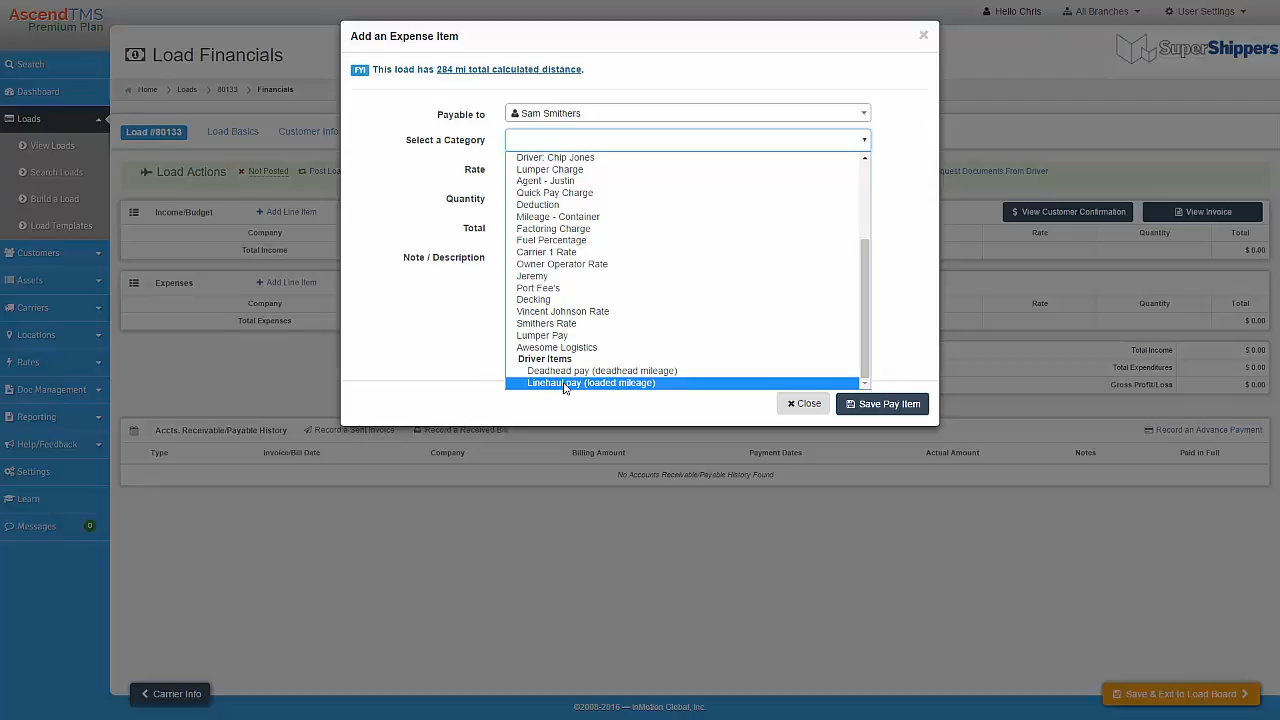 AscendTMS
Premium Plan
Hello Chris
All Branches
User Settings
Search
Dashboard
Loads
View Loads
Search Loads
Build a Load
Load Templates
Customers
Assets
Carriers
Locations
Rates
Doc Management
Reporting
Help/Feedback
Settings
Learn
Messages
0
Load Financials
SuperShippers
Home
Loads
80133
Financials
Load #80133
Load Basics
Customer Info
Load Actions
Not Posted
Post Loa
quest Documents From Driver
Income/Budget
+ Add Line Item
$ View Customer Confirmation
View Invoice
Company
Rate
Quantity
Total
Total Income
$ 0.00
Expenses
+ Add Line Item
Company
Rate
Quantity
Total
Total Expenses
$ 0.00
Total Income
$ 0.00
Total Expenditures
$ 0.00
Gross Profit/Loss
$ 0.00
Add an Expense Item
×
FYI This load has 284 mi total calculated distance.
Payable to
Sam Smithers
Select a Category
Rate
Quantity
Total
Note / Description
Driver: Chip Jones
Lumper Charge
Agent - Justin
Quick Pay Charge
Deduction
Mileage - Container
Factoring Charge
Fuel Percentage
Carrier 1 Rate
Owner Operator Rate
Jeremy
Port Fee's
Decking
Vincent Johnson Rate
Smithers Rate
Lumper Pay
Awesome Logistics
Driver Items
Deadhead pay (deadhead mileage)
Linehaul pay (loaded mileage)
Close
Save Pay Item
Accts. Receivable/Payable History
Record a Sent Invoice
Record a Received Bill
Record an Advance Payment
Type
Invoice/Bill Date
Company
Billing Amount
Payment Dates
Actual Amount
Notes
Paid in Full
No Accounts Receivable/Payable History Found
Carrier Info
Save & Exit to Load Board
©2000-2016 — InMotion Global, Inc.